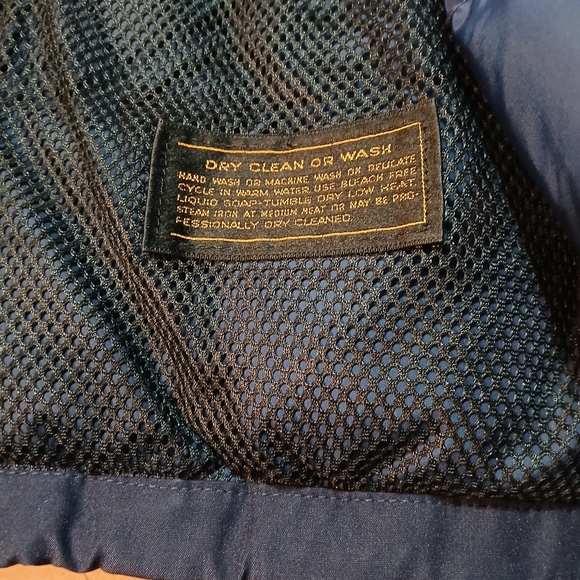 DRY CLEAN OR WASH
HAND WASH OR MACHINE WASH ON DELICATE
CYCLE IN WARM WATER. USE BLEACH FREE
LIQUID SOAP-TUMBLE DRY LOW HEAT.
STEAM IRON AT MEDIUM HEAT OR MAY BE PRO-
FESSIONALLY DRY CLEANED.